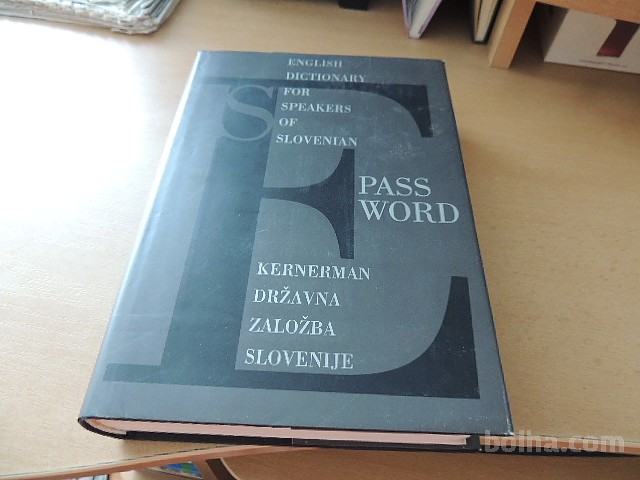 ENGLISH
DICTIONARY
FOR
SPEAKERS
OF
SLOVENIAN
S
E
PASS
WORD
KERNERMAN
DRŽAVNA
ZALOŽBA
SLOVENIJE
bolha.com